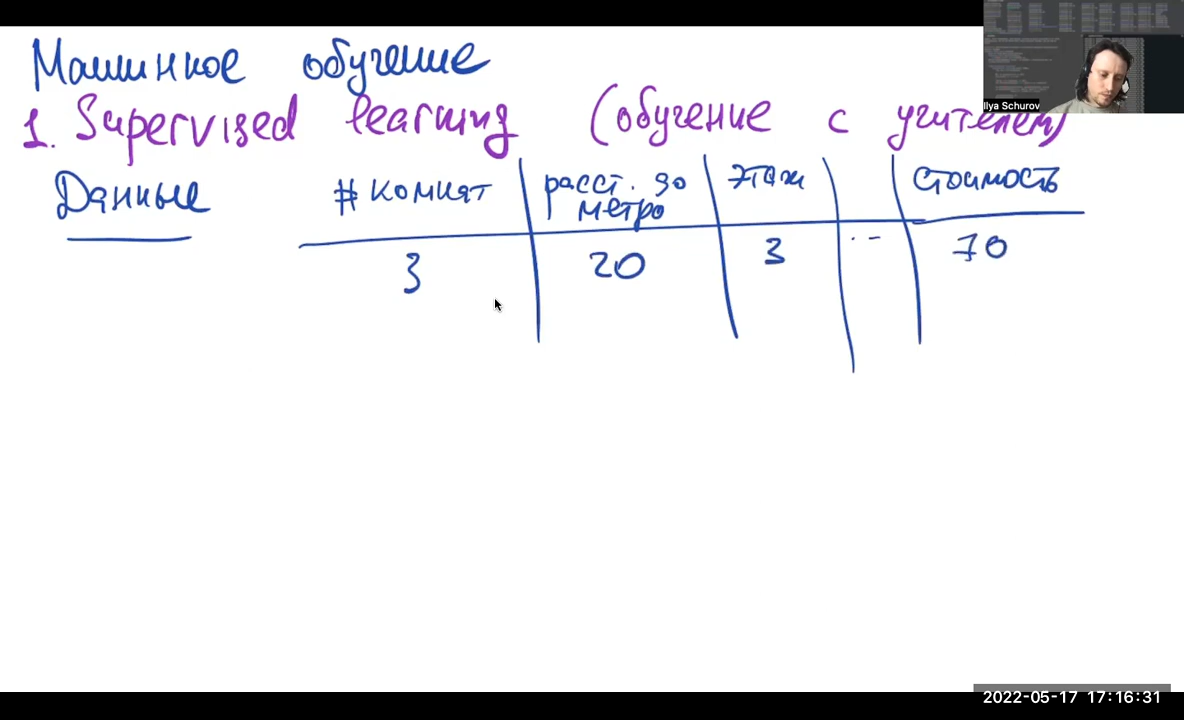 Машинное обучение
1. Supervised learning (обучение с учителем)
Данные
# комнат
расст. до
метро
этаж
стоимость
3 20 3 .. - 70
Ilya Schurov
2022-05-17 17:16:31